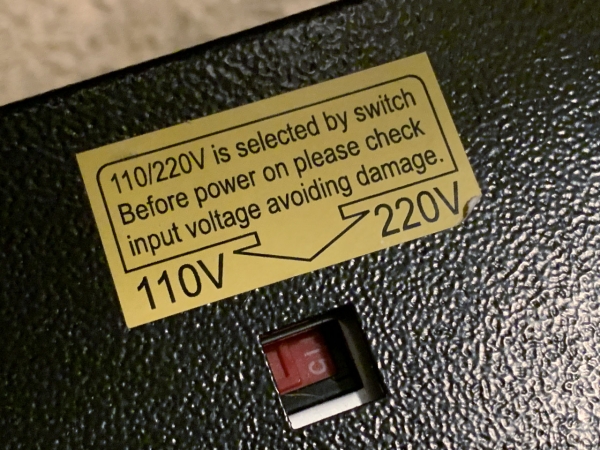 110/220V is selected by switch
Before power on please check
input voltage avoiding damage.
110V 220V